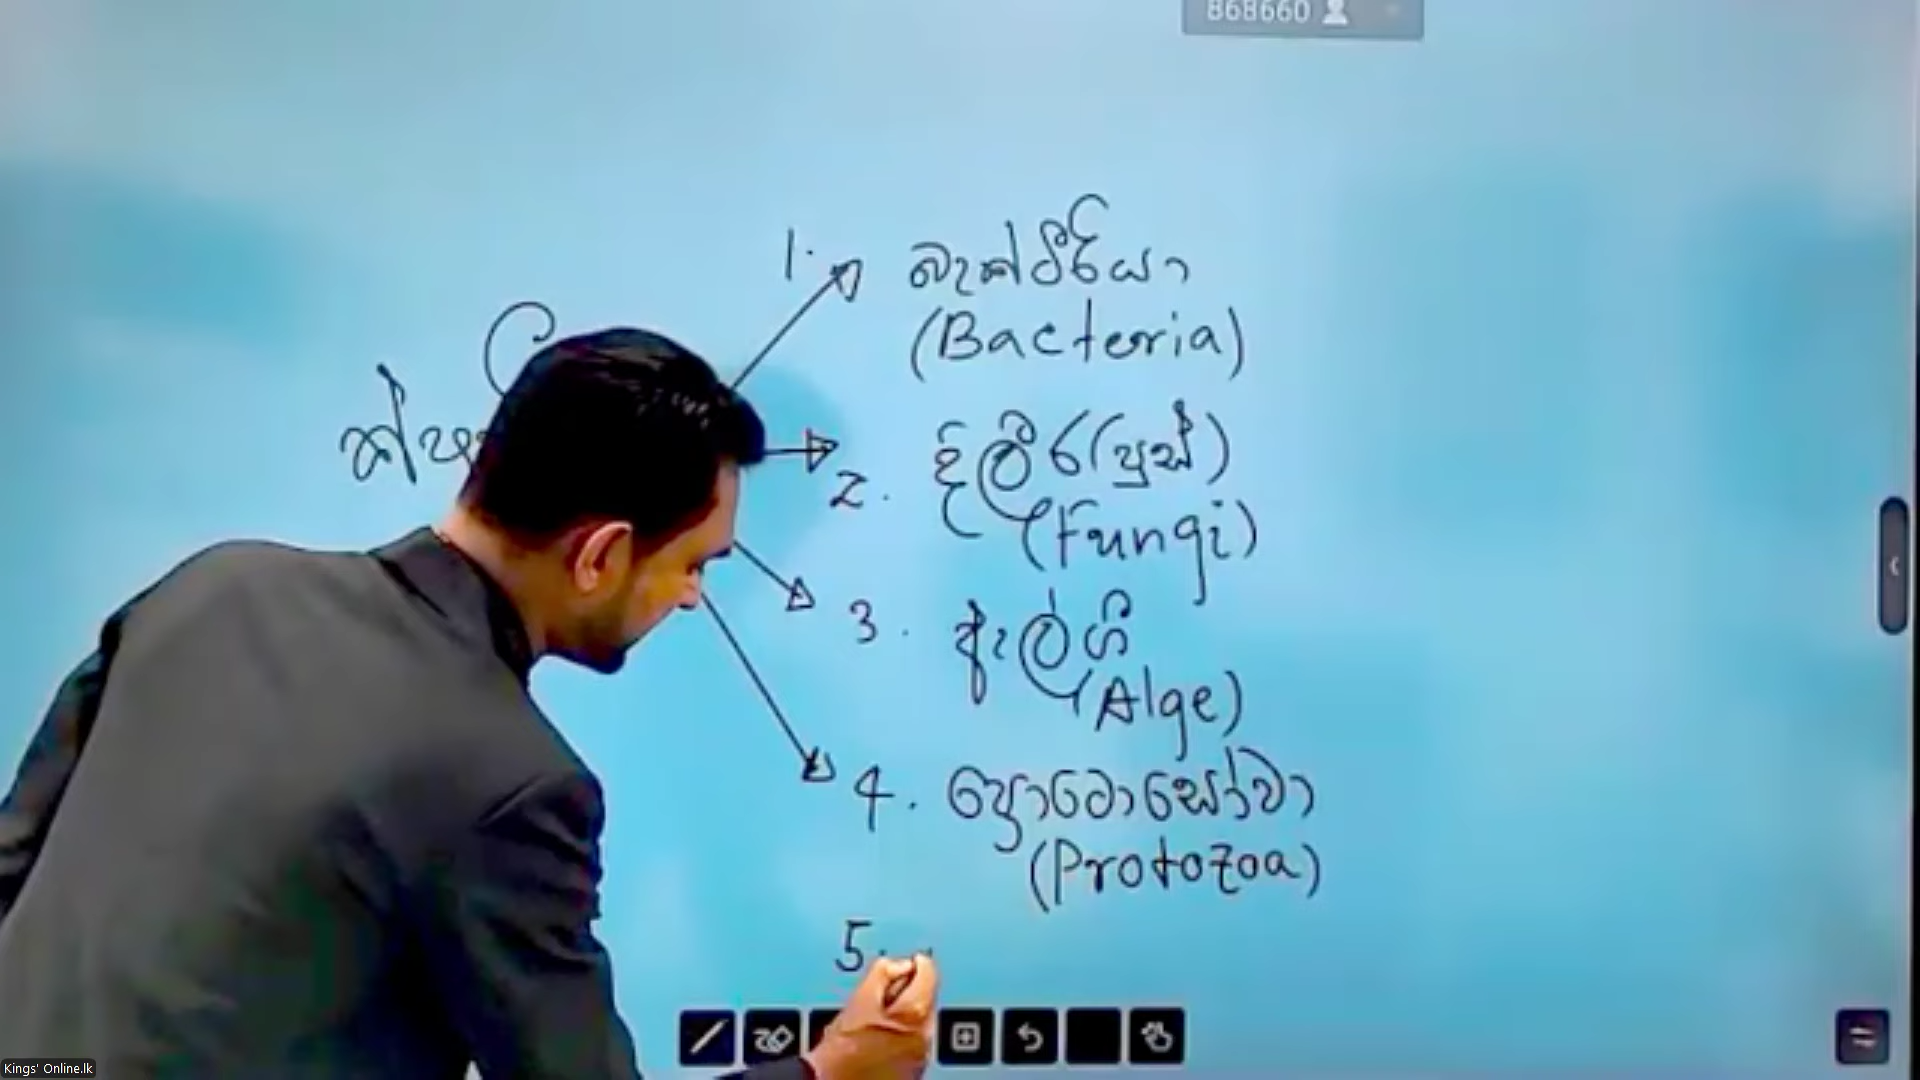 868660
1. බැක්ටීරියා
(Bacteria)
2. දිලීර (පුස්)
(Fungi)
3. ඇල්ගී
(Alge)
4. ප්‍රොටොසෝවා
(Protozoa)
5.
Kings' Online.lk